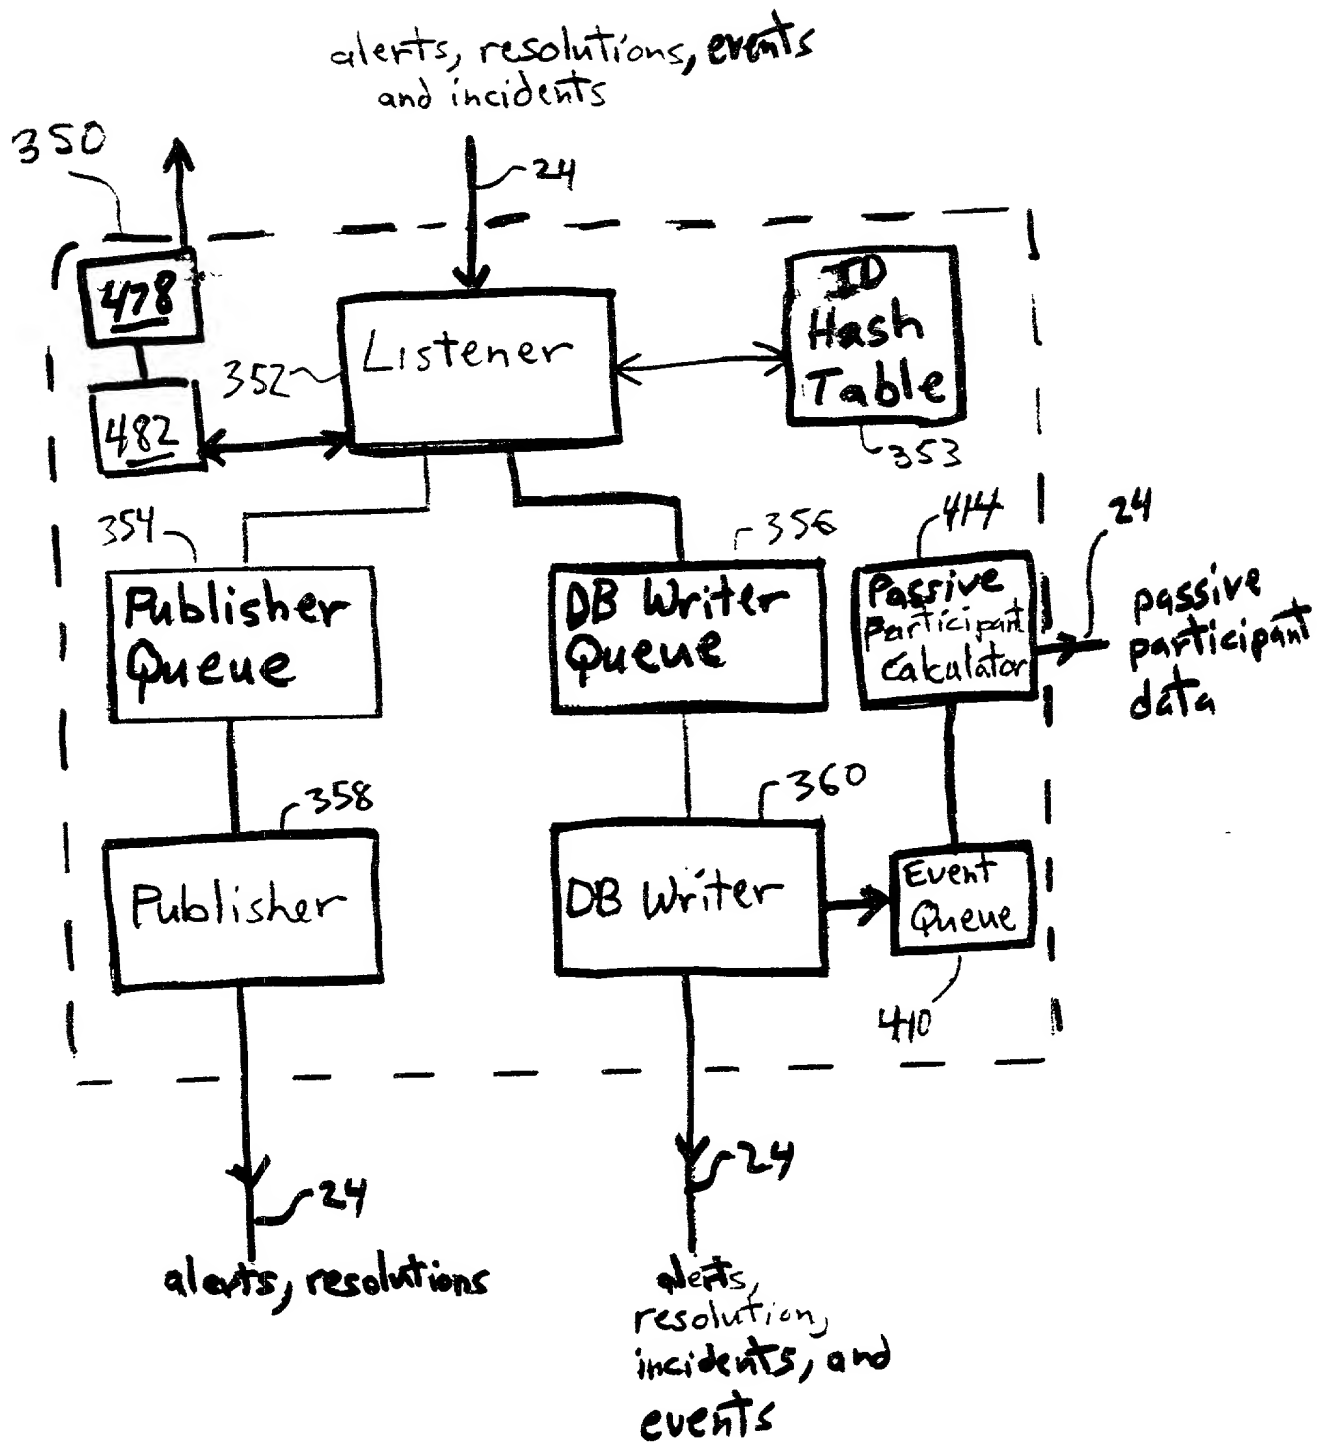 alerts, resolutions, events
and incidents
350
24
478
ID
Hash
Table
Listener
352
482
353
354
356
414
24
Publisher
Queue
DB Writer
Queue
Passive
Participant
Calculator
passive
participant
data
358
360
Publisher
DB Writer
Event
Queue
410
24
24
alerts, resolutions
alerts,
resolution,
incidents, and
events